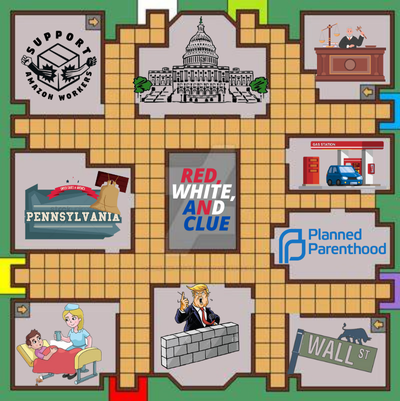 SUPPORT
AMAZON WORKERS
GAS STATION
PENNSYLVANIA
RED,
WHITE,
AND
CLUE
Planned
Parenthood
WALL ST